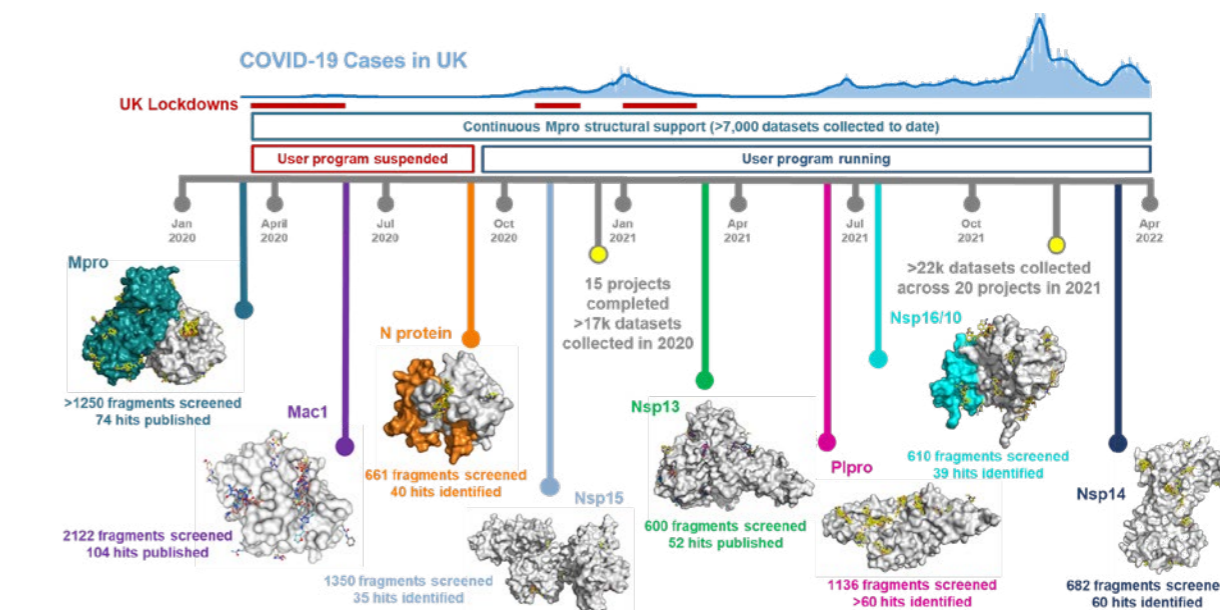 COVID-19 Cases in UK
UK Lockdowns
Continuous Mpro structural support (>7,000 datasets collected to date)
User program suspended
User program running
Jan
2020
April
2020
Jul
2020
Oct
2020
Jan
2021
Apr
2021
Jul
2021
Oct
2021
Apr
2022
Mpro
>1250 fragments screened
74 hits published
Mac1
2122 fragments screened
104 hits published
N protein
661 fragments screened
40 hits identified
Nsp15
1350 fragments screened
35 hits identified
15 projects
completed
>17k datasets
collected in 2020
Nsp13
600 fragments screened
52 hits published
Plpro
1136 fragments screened
>60 hits identified
>22k datasets collected
across 20 projects in 2021
Nsp16/10
610 fragments screened
39 hits identified
Nsp14
682 fragments screene
60 hits identified